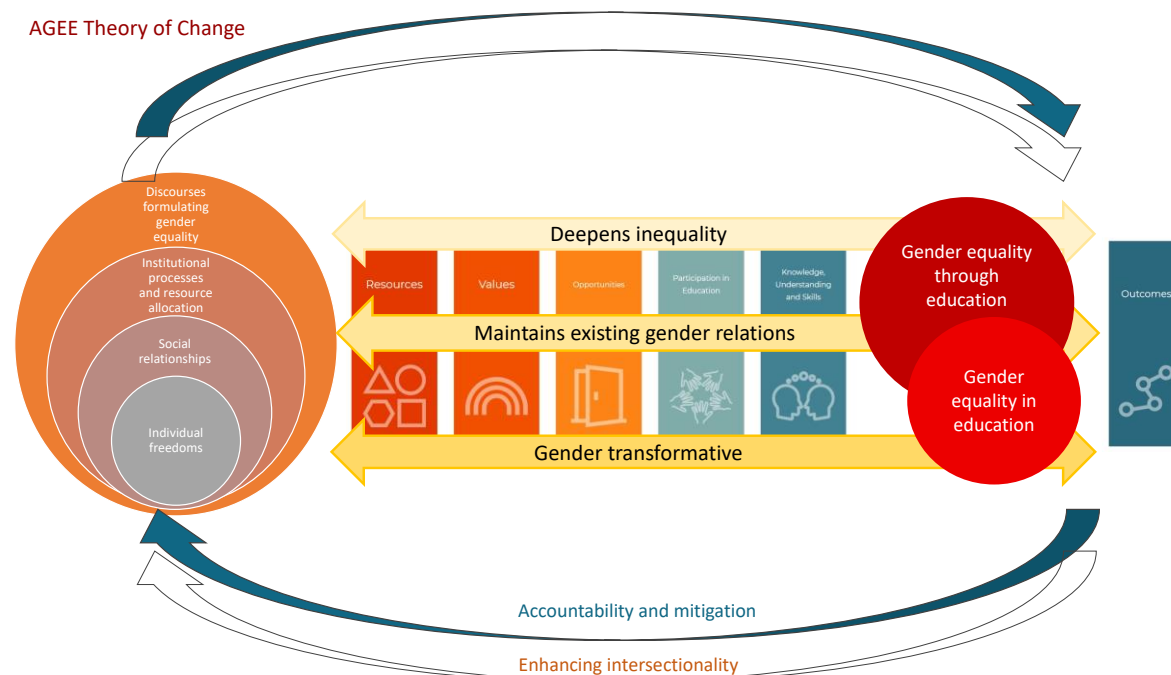 AGEE Theory of Change
Discourses
formulating
gender
equality
Institutional
processes
and resource
allocation
Social
relationships
Individual
freedoms
Deepens inequality
Resources
Values
Opportunities
Participation in
Education
Knowledge,
Understanding
and Skills
Maintains existing gender relations
Gender transformative
Gender equality
through
education
Gender
equality in
education
Outcomes
Accountability and mitigation
Enhancing intersectionality